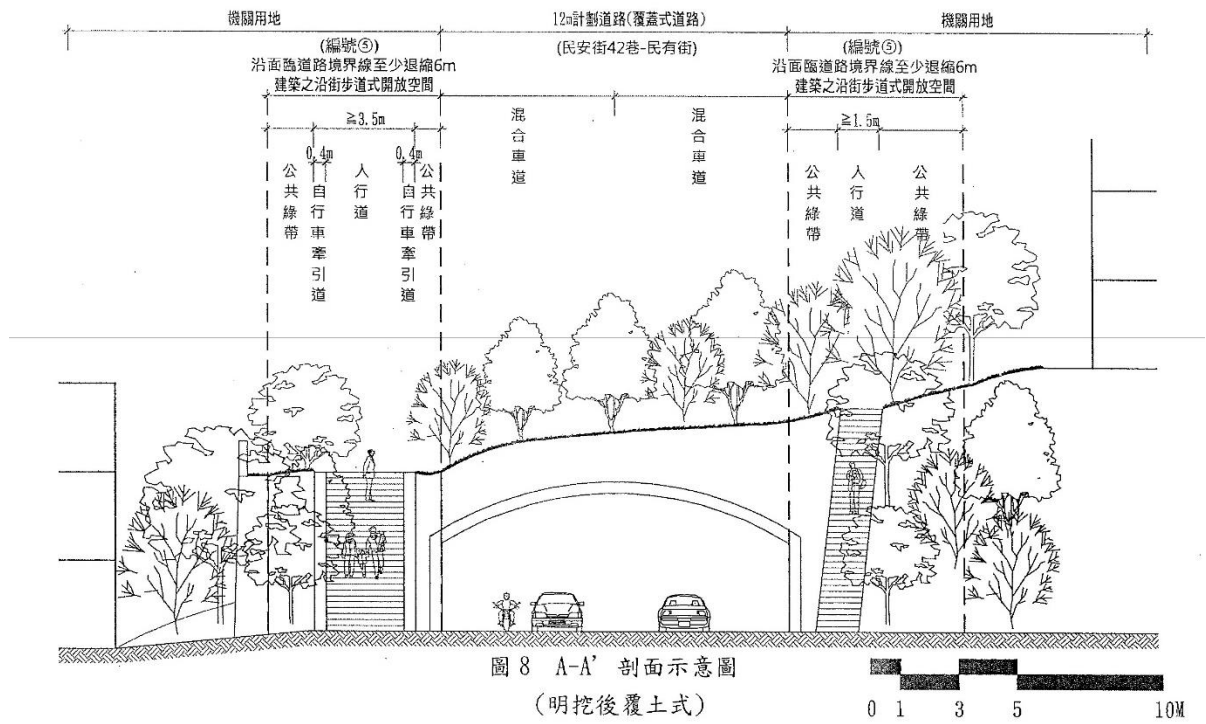 機關用地
12m計劃道路(覆蓋式道路)
機關用地
(編號⑤)
沿面臨道路境界線至少退縮6m
建築之沿街步道式開放空間
(民安街42巷-民有街)
(編號⑤)
沿面臨道路境界線至少退縮6m
建築之沿街步道式開放空間
≧3.5m
0.4m
0.4m
公共綠帶
自行車牽引道
人行道
自行車牽引道
公共綠帶
混合車道
混合車道
≧1.5m
公共綠帶
人行道
公共綠帶
圖 8 A-A' 剖面示意圖
(明挖後覆土式)
0 1 3 5 10M